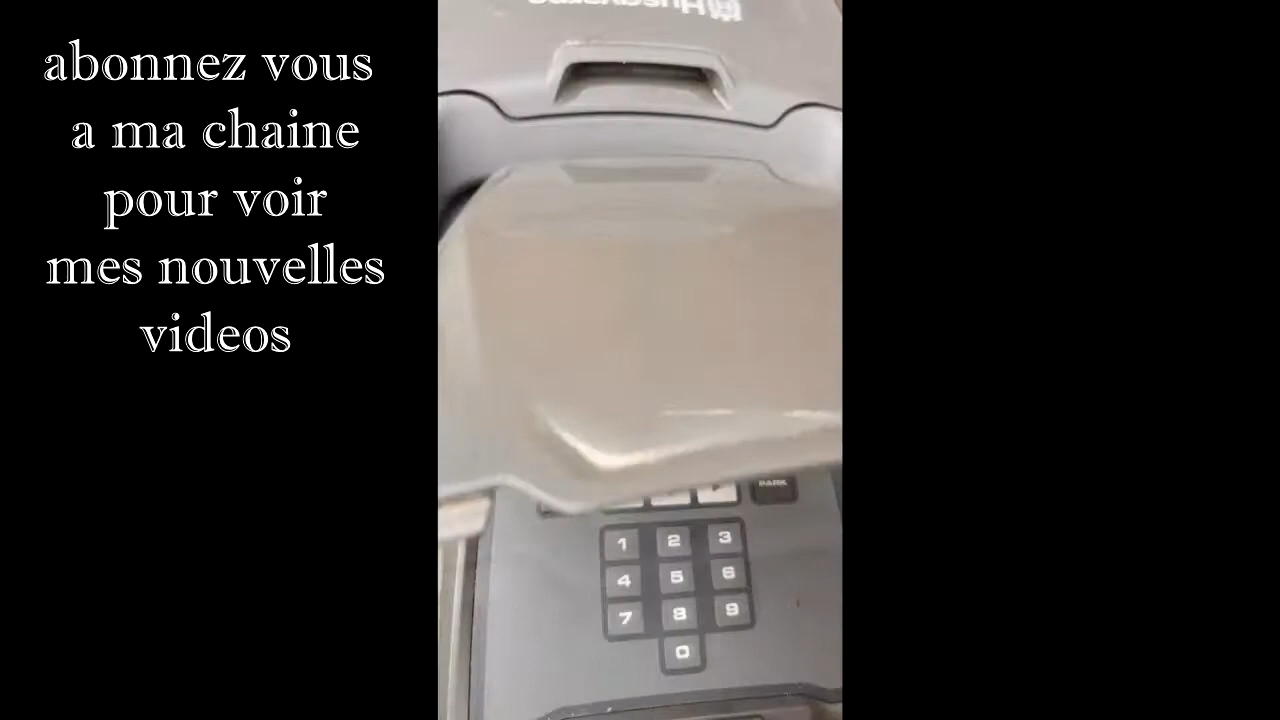 abonnez vous
a ma chaine
pour voir
mes nouvelles
videos
Husqvarna
PARK
1 2 3
4 5 6
7 8 9
0